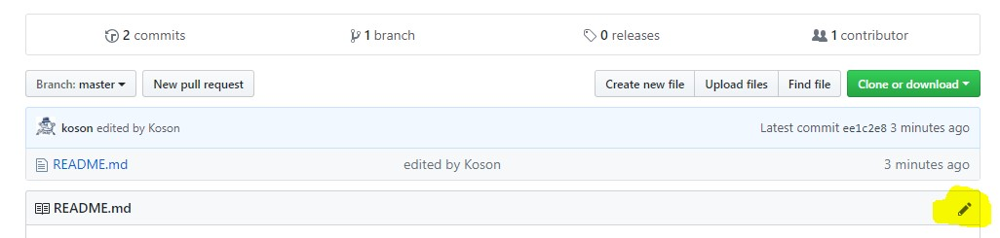 2 commits
1 branch
0 releases
1 contributor
Branch: master
New pull request
Create new file
Upload files
Find file
Clone or download
koson edited by Koson
Latest commit ee1c2e8 3 minutes ago
README.md
edited by Koson
3 minutes ago
README.md